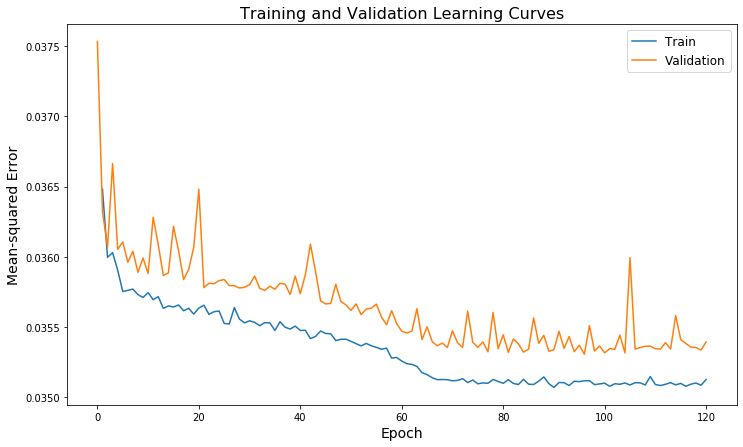 Training and Validation Learning Curves
Train
Validation
Mean-squared Error
0.0375
0.0370
0.0365
0.0360
0.0355
0.0350
0
20
40
60
80
100
120
Epoch